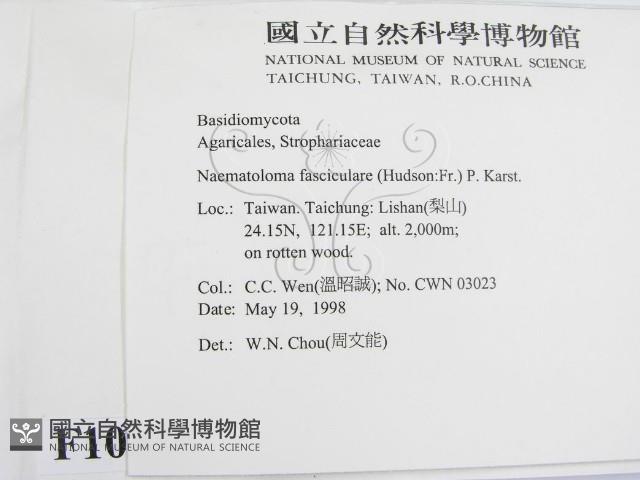 國立自然科學博物館
NATIONAL MUSEUM OF NATURAL SCIENCE
TAICHUNG, TAIWAN, R.O.CHINA
Basidiomycota
Agaricales, Strophariaceae
Naematoloma fasciculare (Hudson:Fr.) P. Karst.
Loc.: Taiwan. Taichung: Lishan(梨山)
24.15N, 121.15E; alt. 2,000m;
on rotten wood.
Col.: C.C. Wen(溫昭誠); No. CWN 03023
Date: May 19, 1998
Det.: W.N. Chou(周文能)
國立自然科學博物館
NATIONAL MUSEUM OF NATURAL SCIENCE
F10